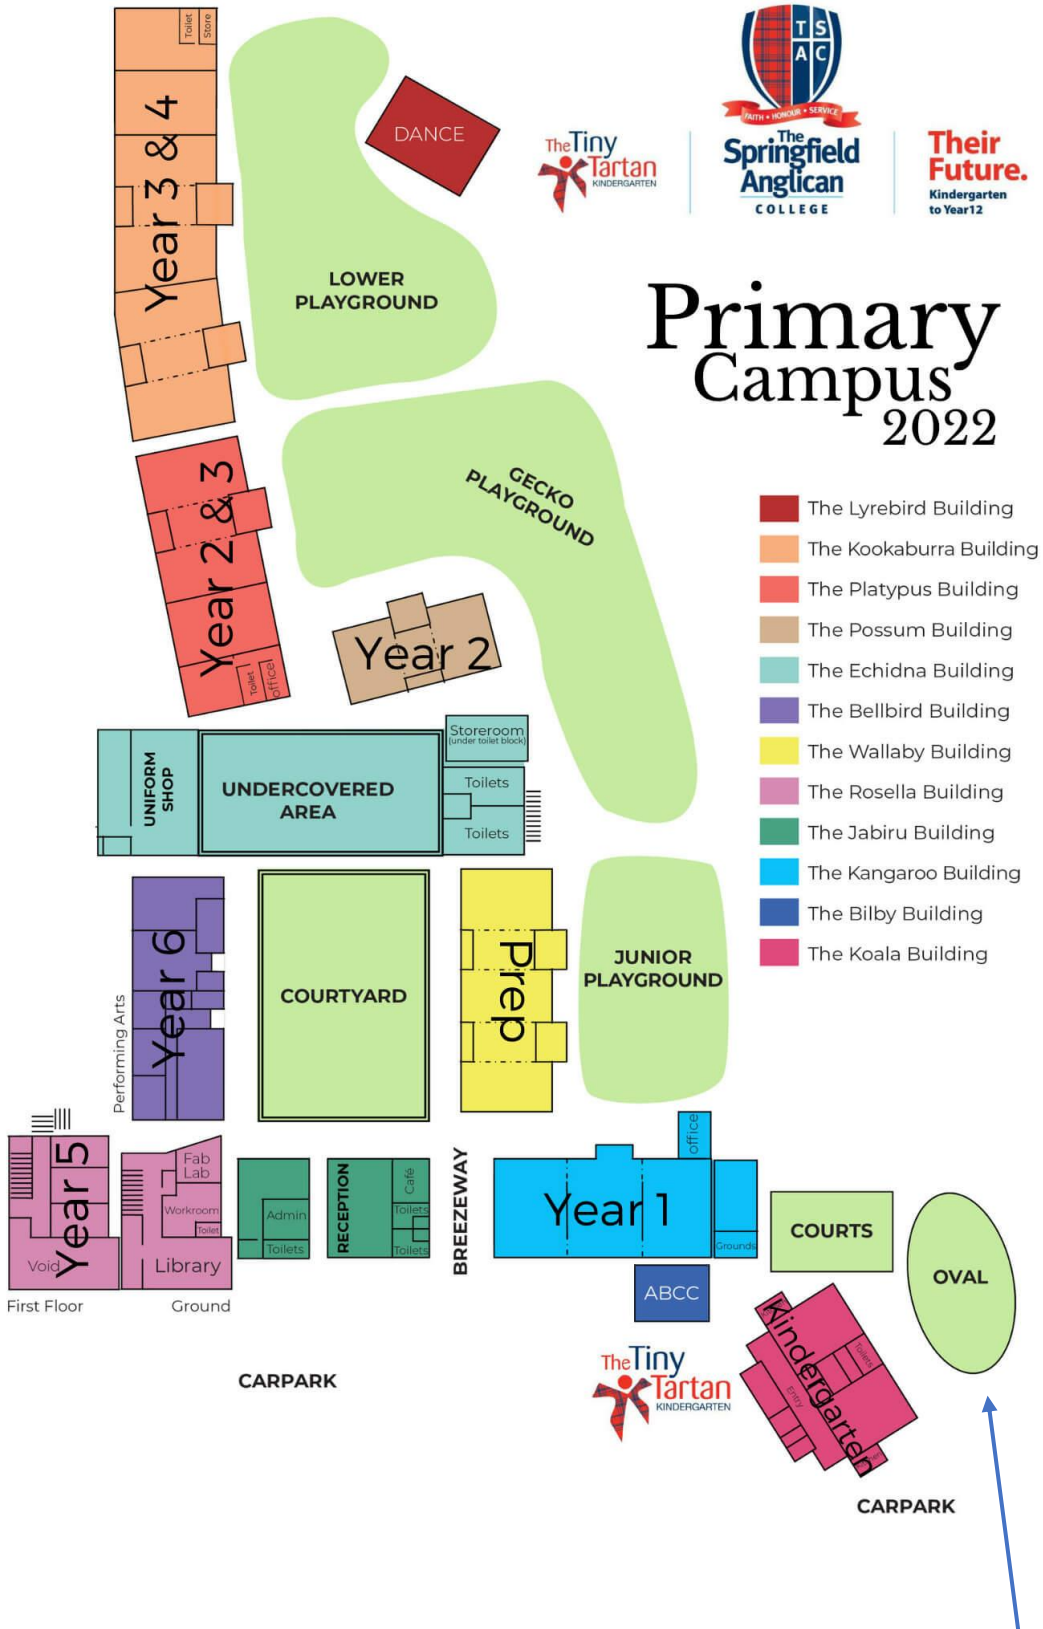 Toilet
Store
Year 3 & 4
DANCE
TheTiny
Tartan
KINDERGARTEN
TS
AC
FAITH • HONOUR • SERVICE
The
Springfield
Anglican
COLLEGE
Their
Future.
Kindergarten
to Year12
LOWER
PLAYGROUND
Primary
Campus
2022
GECKO
PLAYGROUND
Year 2 & 3
Toilet
office
Year 2
The Lyrebird Building
The Kookaburra Building
The Platypus Building
The Possum Building
The Echidna Building
The Bellbird Building
The Wallaby Building
The Rosella Building
The Jabiru Building
The Kangaroo Building
The Bilby Building
The Koala Building
UNIFORM
SHOP
UNDERCOVERED
AREA
Storeroom
(under toilet block)
Toilets
Toilets
Performing Arts
Year 6
COURTYARD
Prep
JUNIOR
PLAYGROUND
Year 5
Void
First Floor
Fab
Lab
Workroom
Toilet
Library
Ground
Admin
Toilets
RECEPTION
Café
Toilets
Toilets
BREEZEWAY
office
Year 1
Grounds
COURTS
OVAL
ABCC
CARPARK
TheTiny
Tartan
KINDERGARTEN
Kindergarten
Toilets
Entry
CARPARK